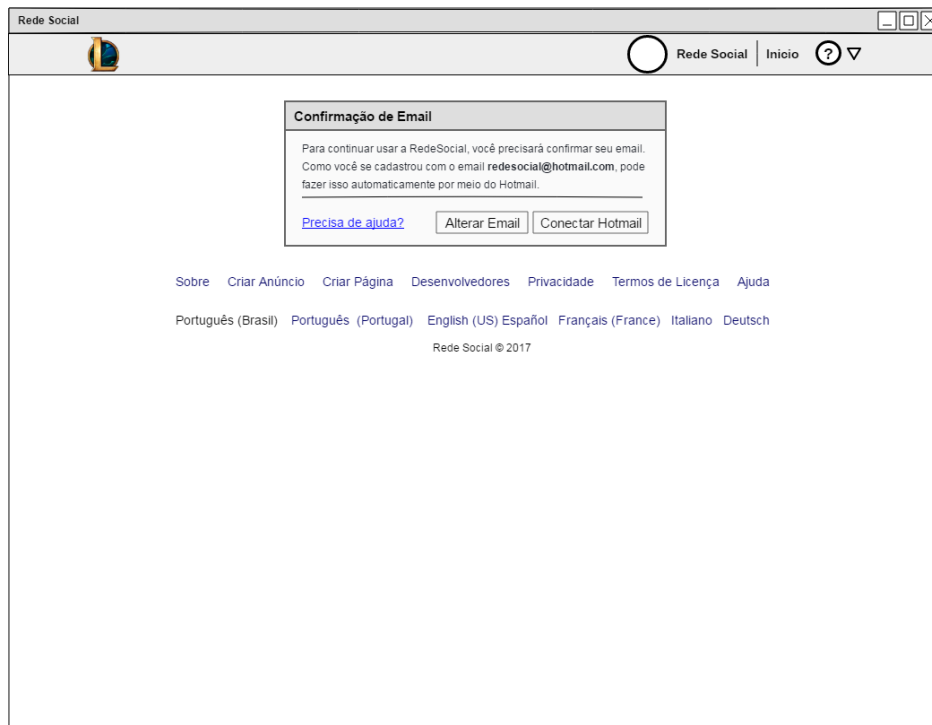 Rede Social
Rede Social Inicio ?
Confirmação de Email
Para continuar usar a RedeSocial, você precisará confirmar seu email.
Como você se cadastrou com o email redesocial@hotmail.com, pode
fazer isso automaticamente por meio do Hotmail.
Precisa de ajuda? Alterar Email Conectar Hotmail
Sobre Criar Anúncio Criar Página Desenvolvedores Privacidade Termos de Licença Ajuda
Português (Brasil) Português (Portugal) English (US) Español Français (France) Italiano Deutsch
Rede Social © 2017